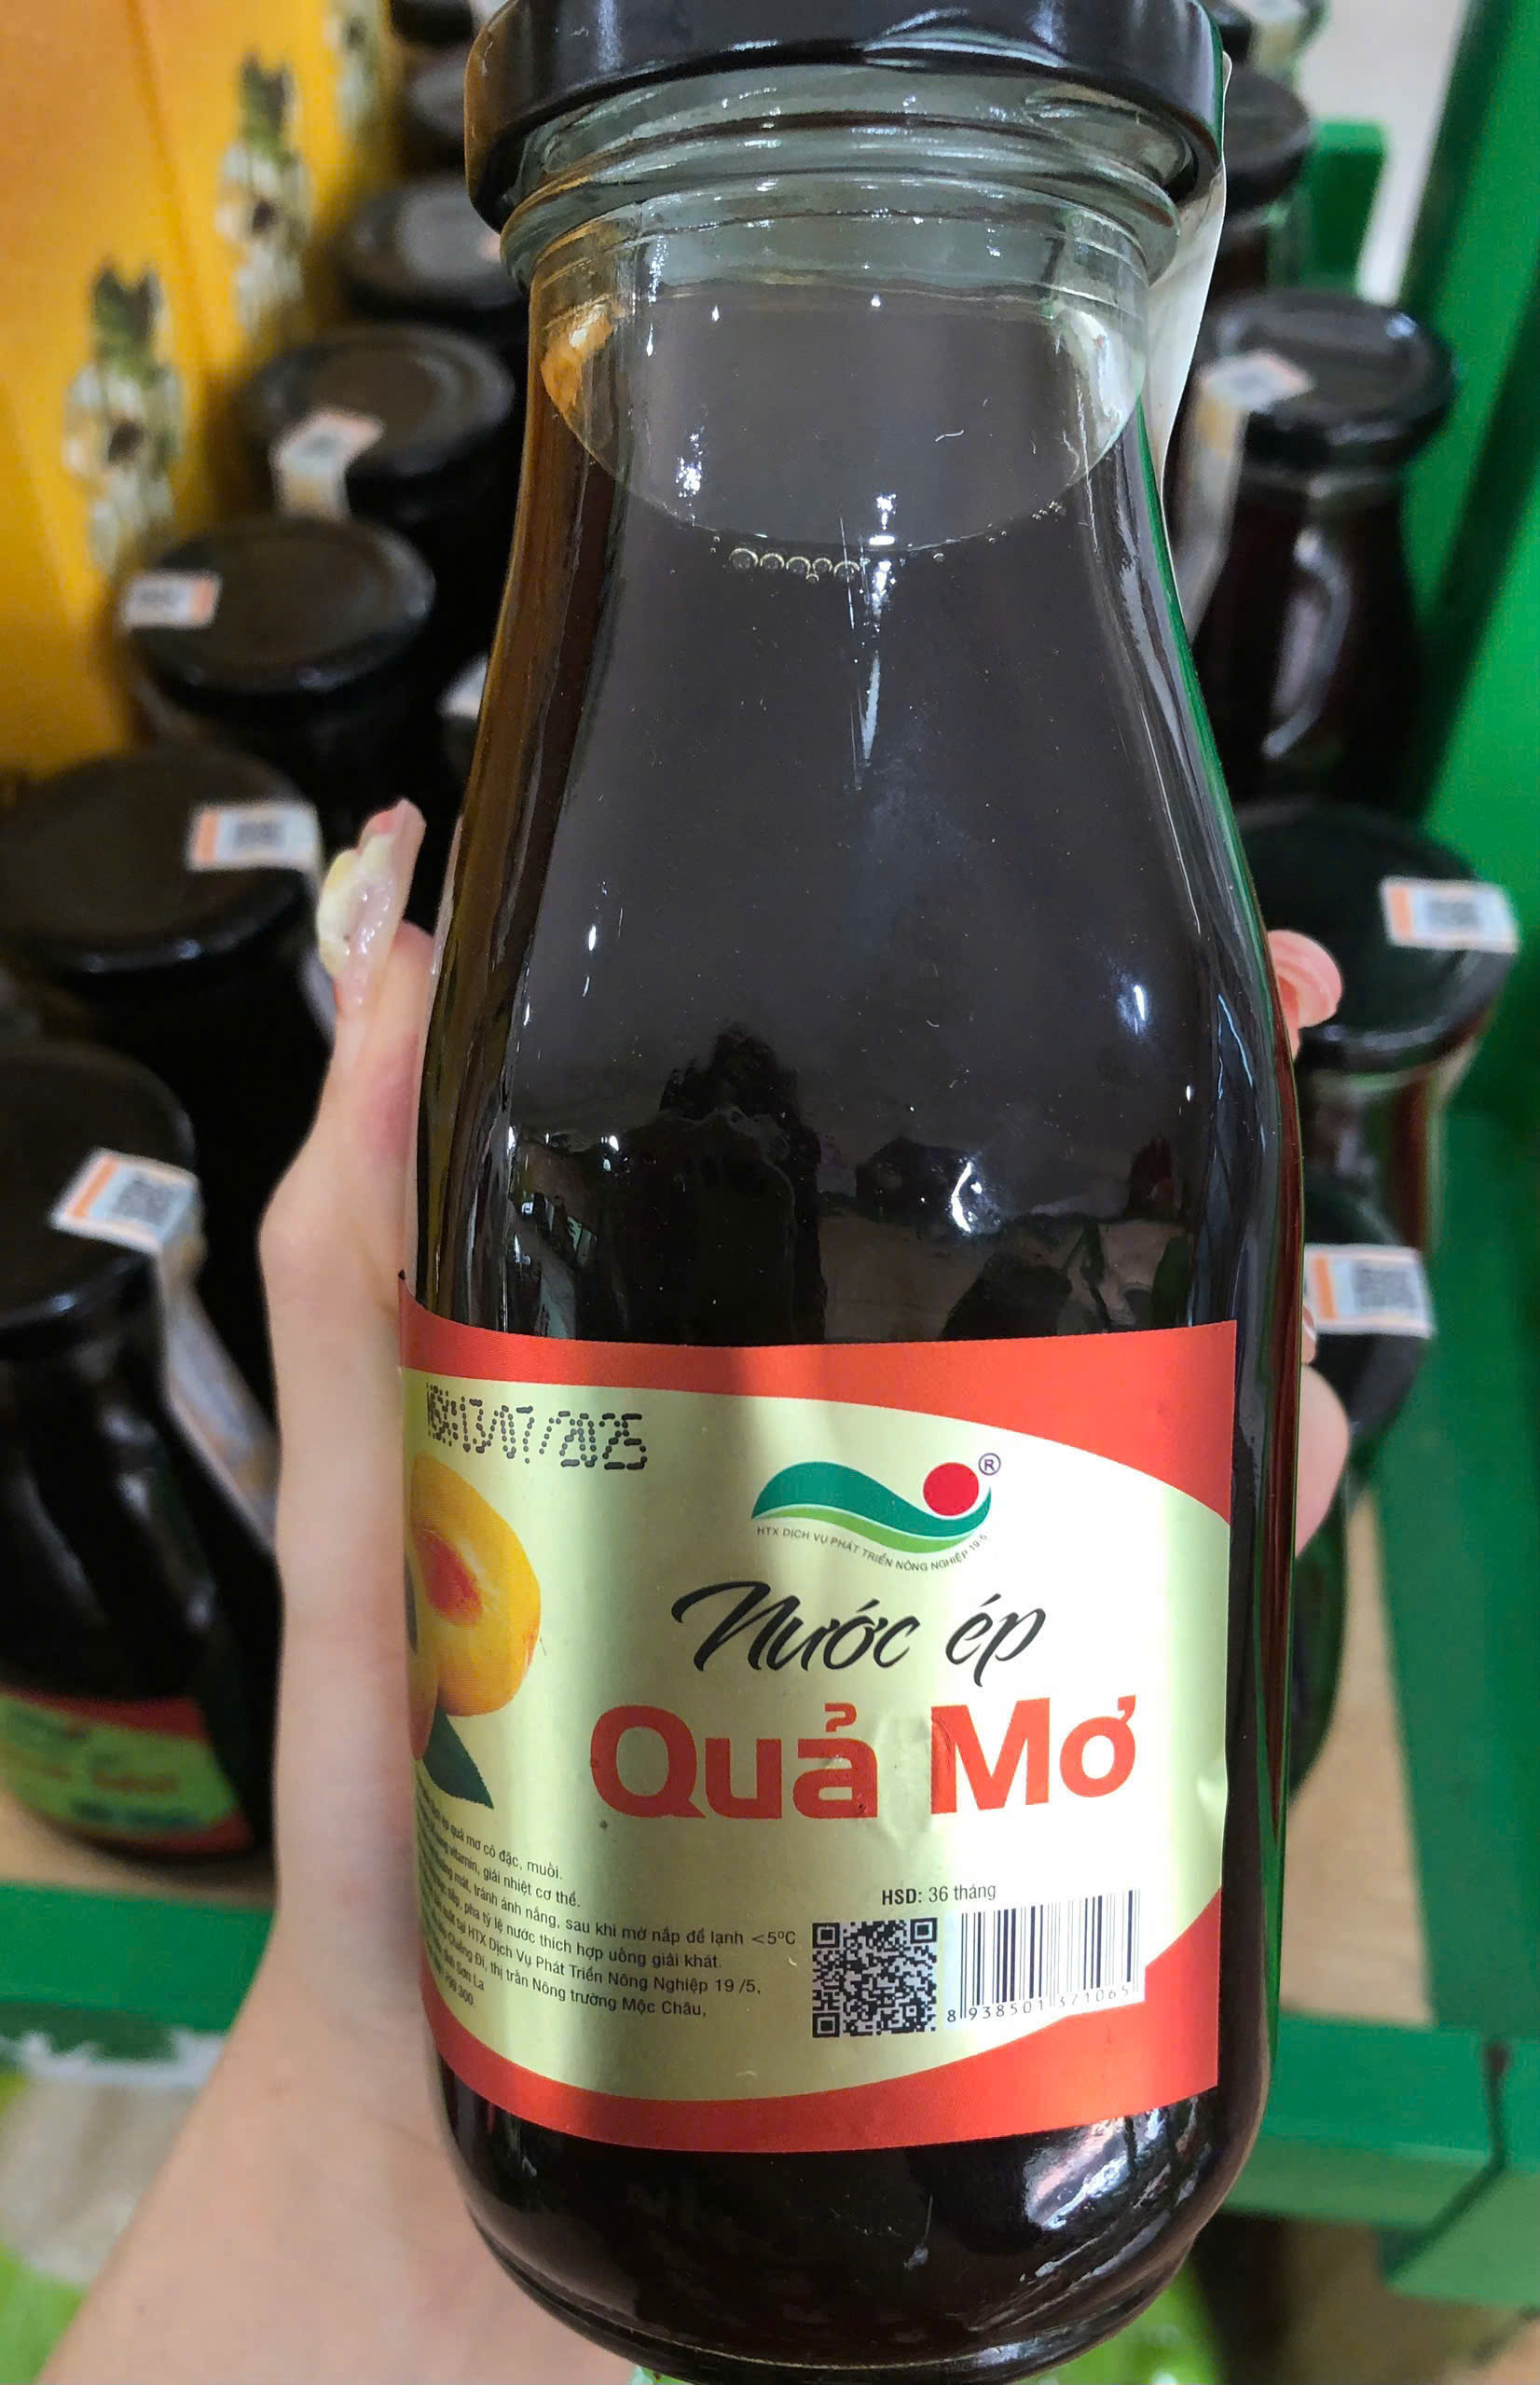 NSX:13/07/2025
®
HTX DỊCH VỤ PHÁT TRIỂN NÔNG NGHIỆP 19/5
Nước ép
Quả Mơ
ép quả mơ cô đặc, muối.
vitamin, giải nhiệt cơ thể.
mát, tránh ánh nắng, sau khi mở nắp để lạnh <5°C
pha tỷ lệ nước thích hợp uống giải khát.
tại HTX Dịch Vụ Phát Triển Nông Nghiệp 19/5,
thị trấn Nông trường Mộc Châu,
Sơn La
HSD: 36 tháng
8 938501 371065